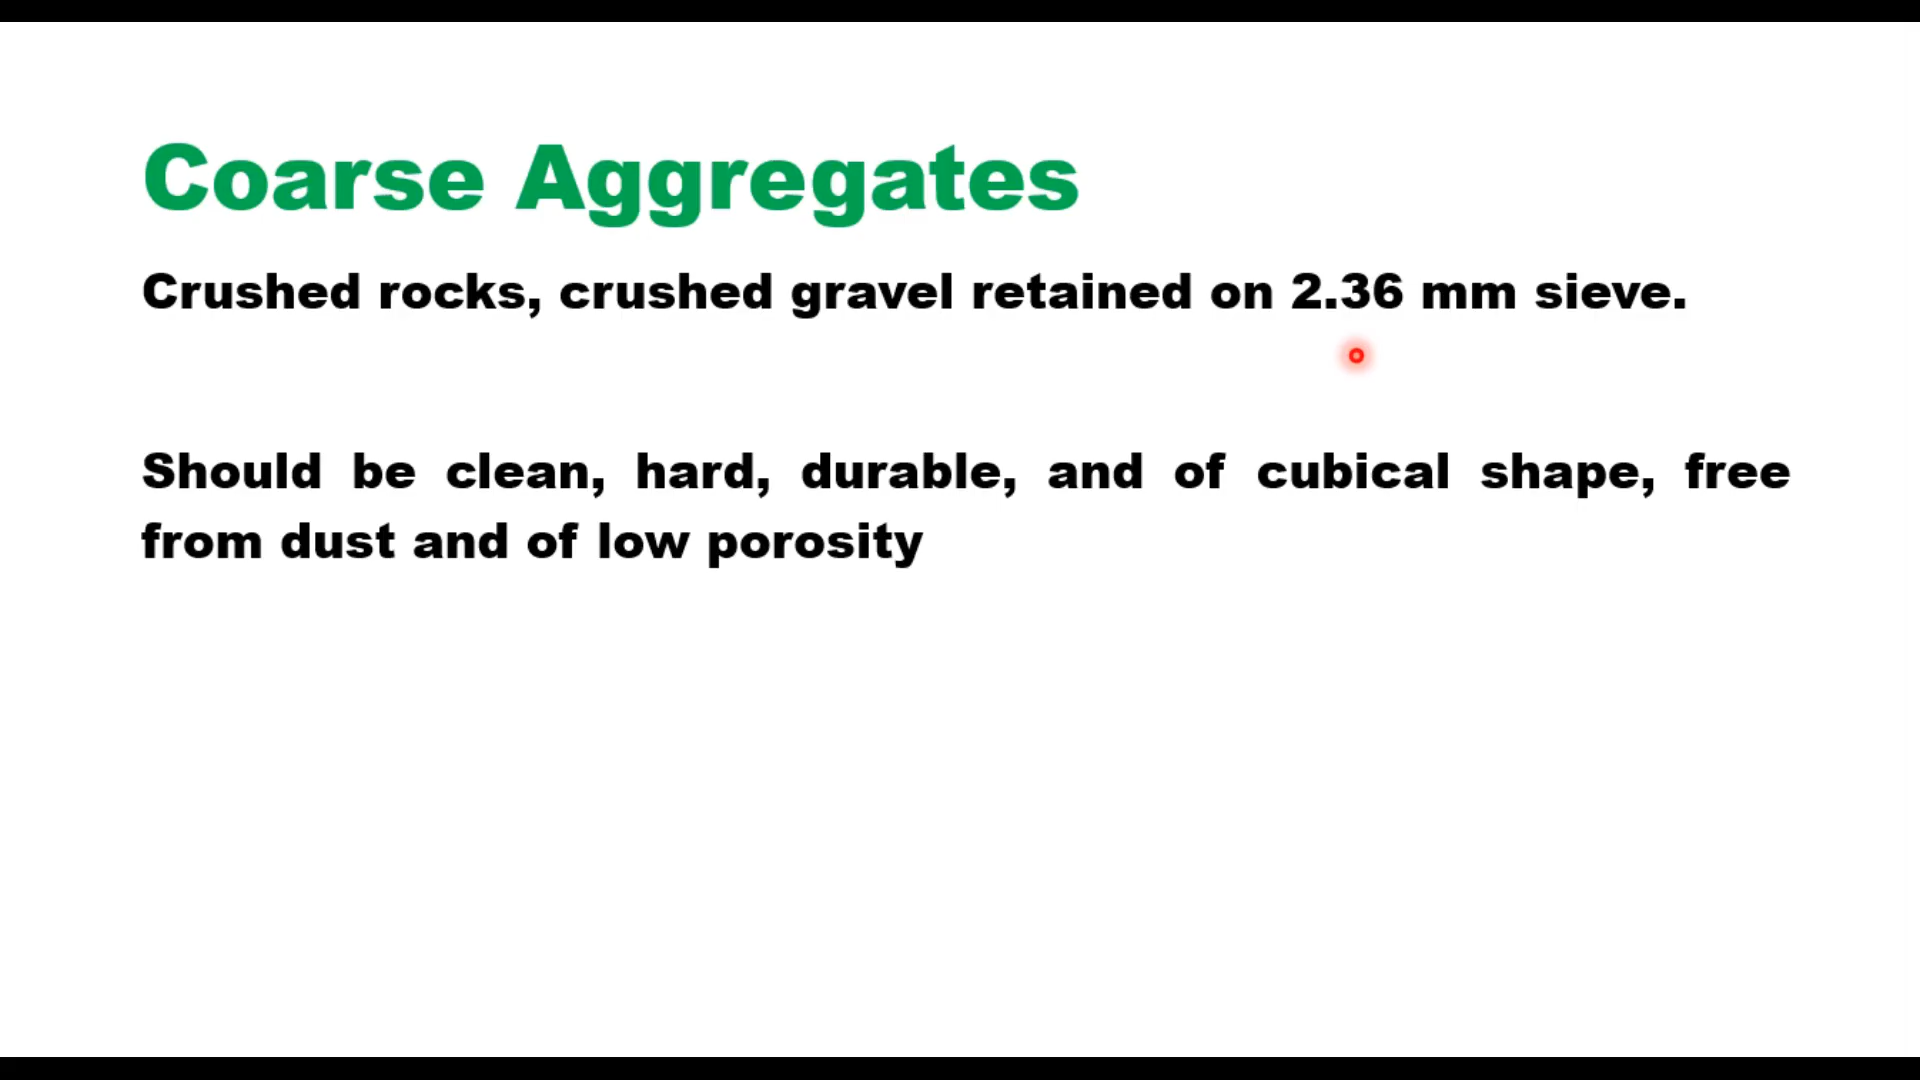 Coarse Aggregates
Crushed rocks, crushed gravel retained on 2.36 mm sieve.
Should be clean, hard, durable, and of cubical shape, free
from dust and of low porosity